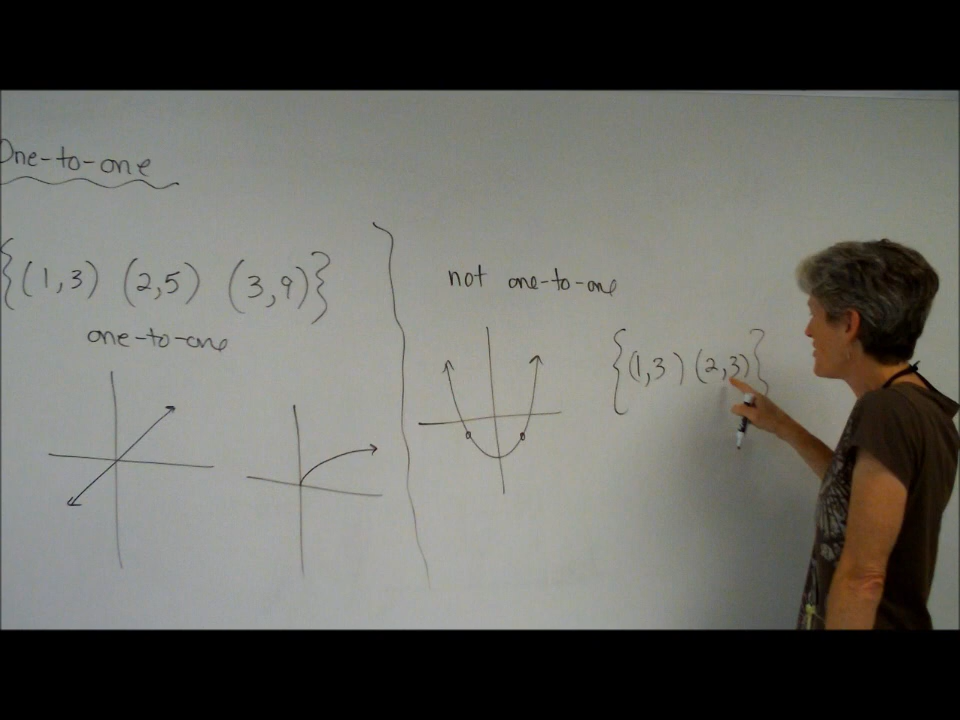 One-to-one
{(1,3) (2,5) (3,9)}
one-to-one
not one-to-one
{(1,3) (2,3)}